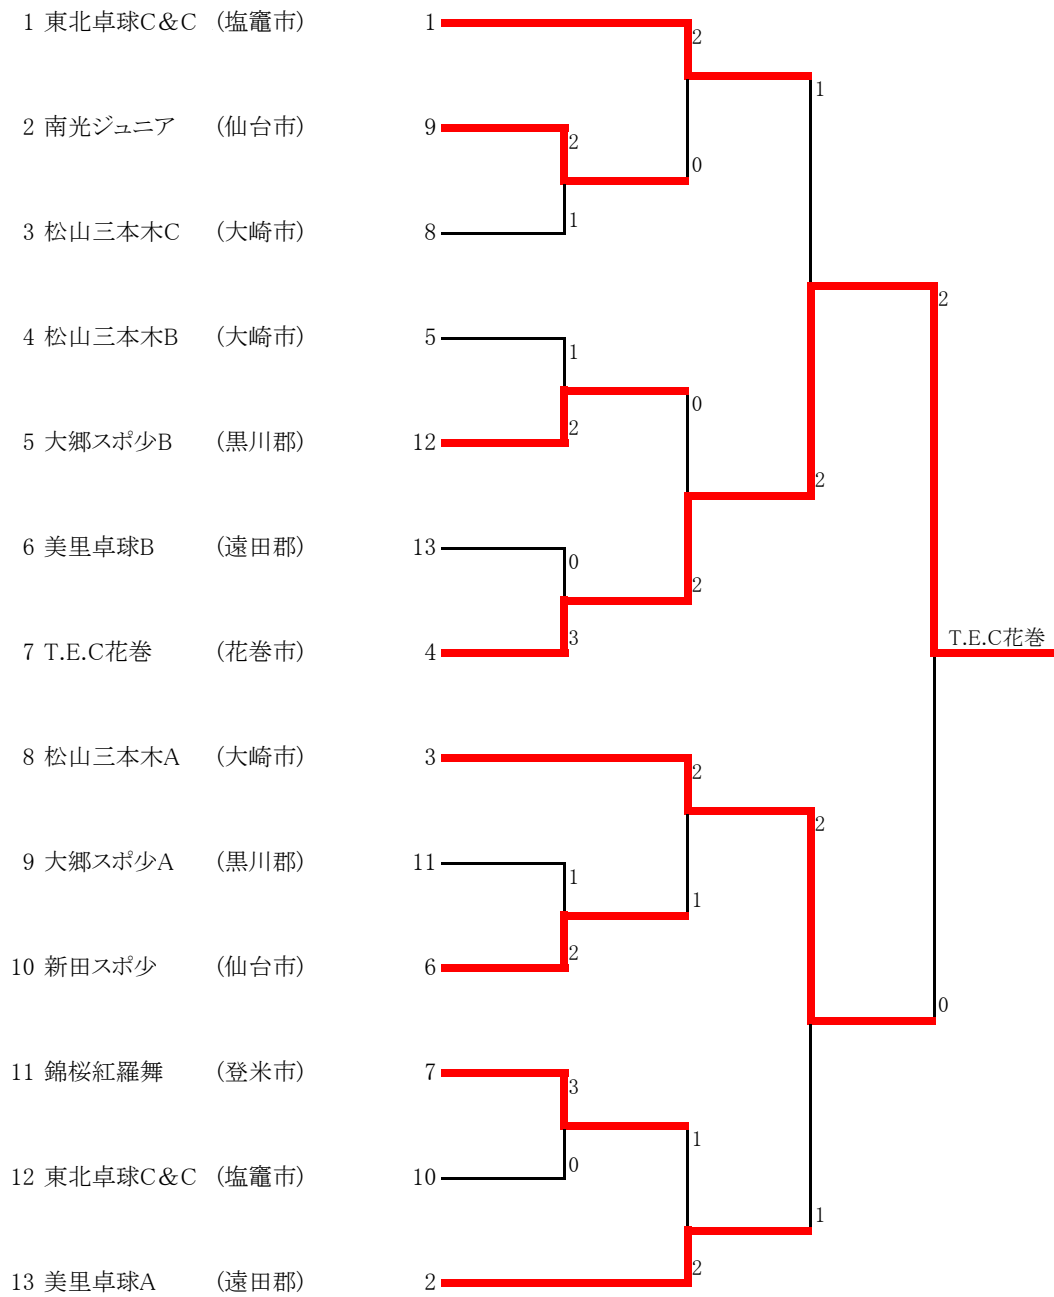 1 東北卓球C&C (塩竈市) 1
2
1
2 南光ジュニア (仙台市) 9
2
0
1
3 松山三本木C (大崎市) 8
2
4 松山三本木B (大崎市) 5
1
0
2
5 大郷スポ少B (黒川郡) 12
2
6 美里卓球B (遠田郡) 13
0
2
3
T.E.C花巻
7 T.E.C花巻 (花巻市) 4
8 松山三本木A (大崎市) 3
2
2
9 大郷スポ少A (黒川郡) 11
1
1
2
10 新田スポ少 (仙台市) 6
0
11 錦桜紅羅舞 (登米市) 7
3
1
0
12 東北卓球C&C (塩竈市) 10
1
2
13 美里卓球A (遠田郡) 2